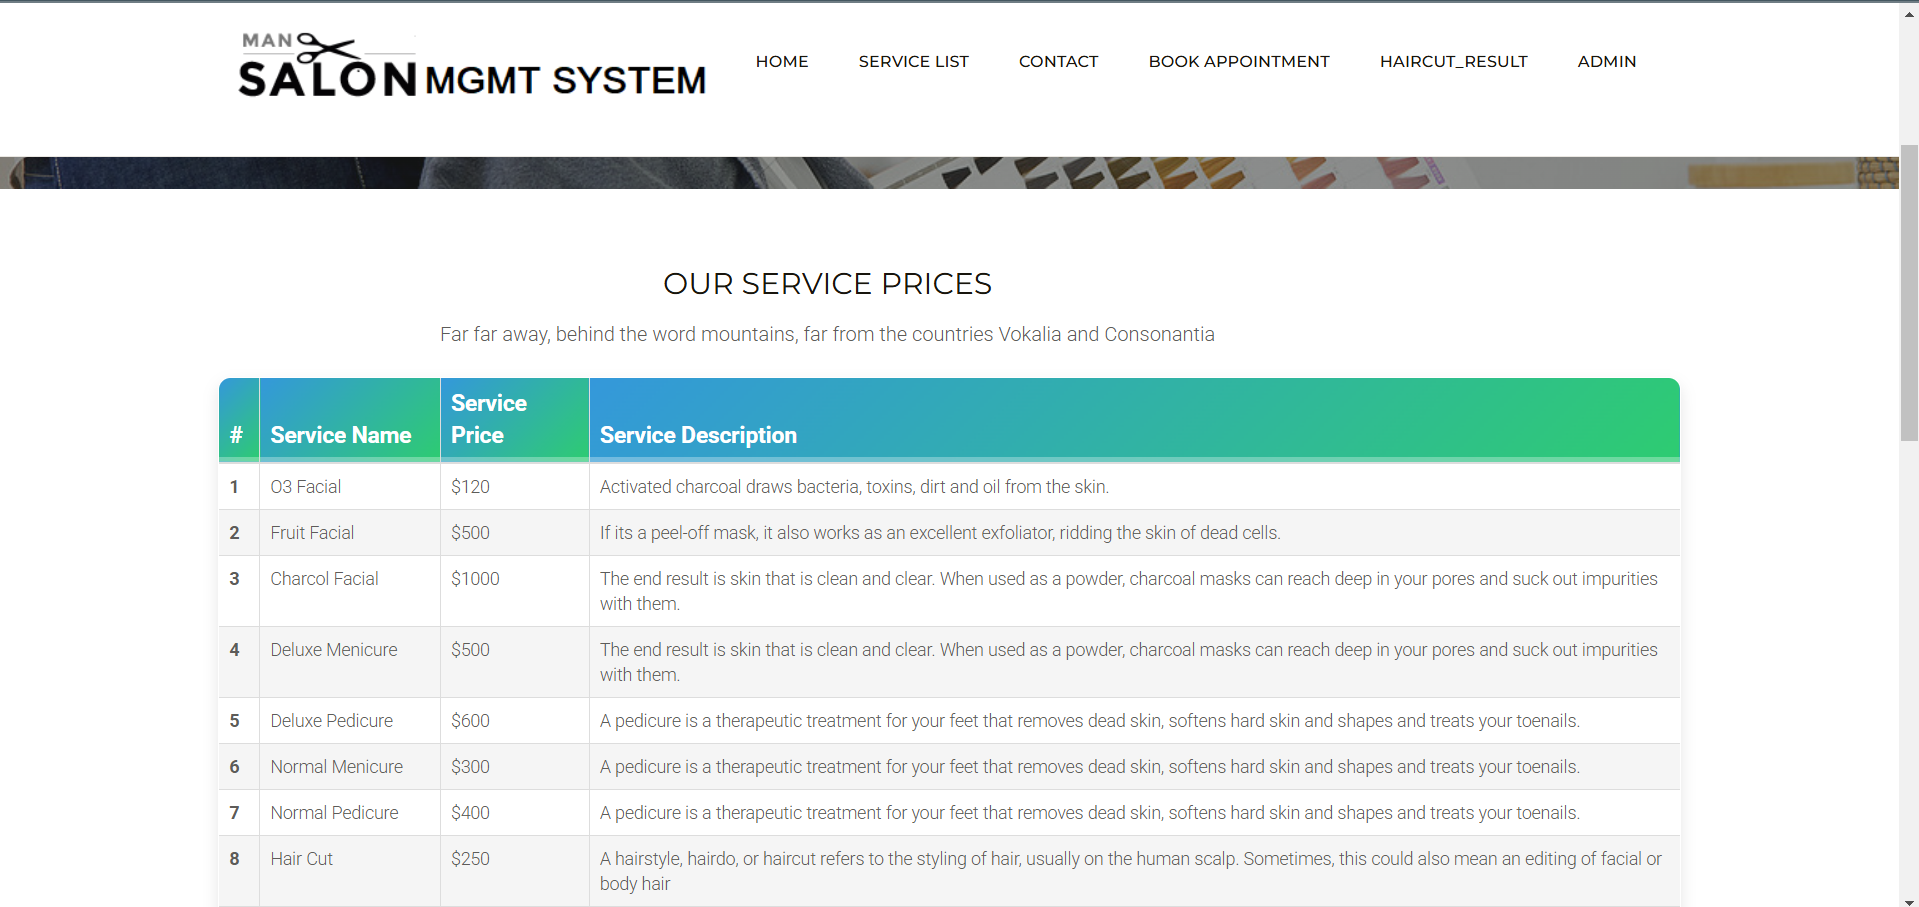 MAN
SALON MGMT SYSTEM
HOME SERVICE LIST CONTACT BOOK APPOINTMENT HAIRCUT_RESULT ADMIN
OUR SERVICE PRICES
Far far away, behind the word mountains, far from the countries Vokalia and Consonantia
# Service Name Service Price Service Description
1 O3 Facial $120 Activated charcoal draws bacteria, toxins, dirt and oil from the skin.
2 Fruit Facial $500 If its a peel-off mask, it also works as an excellent exfoliator, ridding the skin of dead cells.
3 Charcol Facial $1000 The end result is skin that is clean and clear. When used as a powder, charcoal masks can reach deep in your pores and suck out impurities
with them.
4 Deluxe Menicure $500 The end result is skin that is clean and clear. When used as a powder, charcoal masks can reach deep in your pores and suck out impurities
with them.
5 Deluxe Pedicure $600 A pedicure is a therapeutic treatment for your feet that removes dead skin, softens hard skin and shapes and treats your toenails.
6 Normal Menicure $300 A pedicure is a therapeutic treatment for your feet that removes dead skin, softens hard skin and shapes and treats your toenails.
7 Normal Pedicure $400 A pedicure is a therapeutic treatment for your feet that removes dead skin, softens hard skin and shapes and treats your toenails.
8 Hair Cut $250 A hairstyle, hairdo, or haircut refers to the styling of hair, usually on the human scalp. Sometimes, this could also mean an editing of facial or
body hair